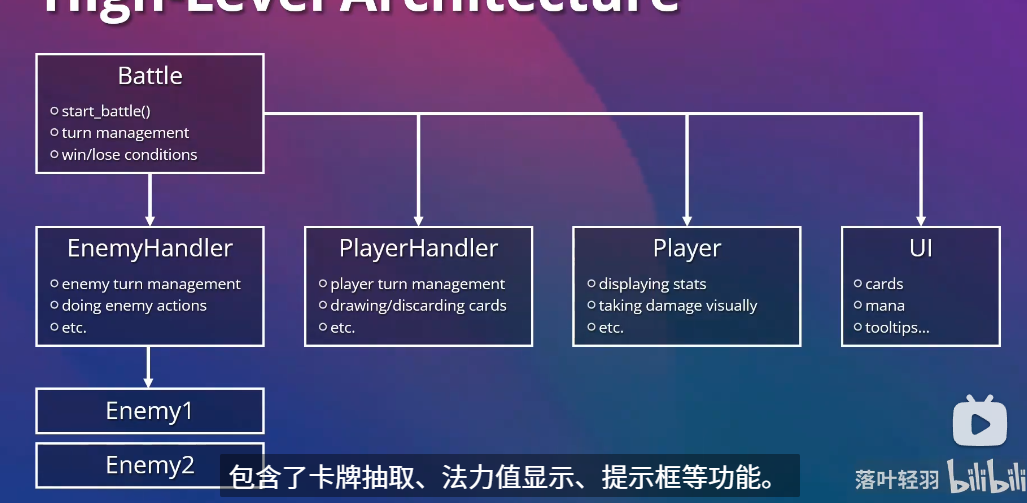 High-Level Architecture
Battle
start_battle()
turn management
win/lose conditions
EnemyHandler
enemy turn management
doing enemy actions
etc.
PlayerHandler
player turn management
drawing/discarding cards
etc.
Player
displaying stats
taking damage visually
etc.
UI
cards
mana
tooltips...
Enemy1
Enemy2
包含了卡牌抽取、法力值显示、提示框等功能。
落叶轻羽 bilibili